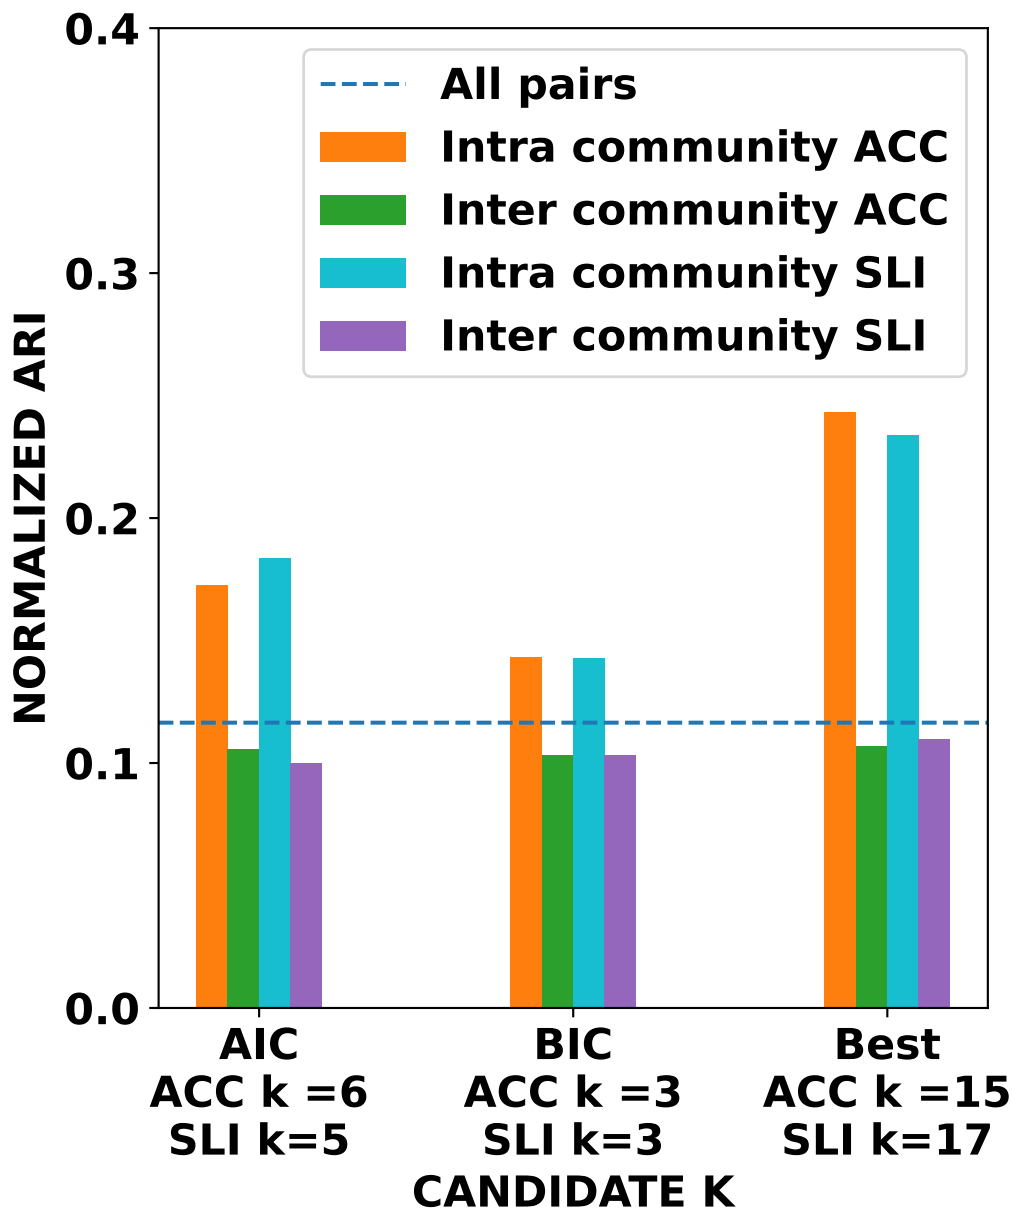 0.4
0.3
0.2
0.1
0.0
NORMALIZED ARI
All pairs
Intra community ACC
Inter community ACC
Intra community SLI
Inter community SLI
AIC
ACC k =6
SLI k=5
BIC
ACC k =3
SLI k=3
Best
ACC k =15
SLI k=17
CANDIDATE K